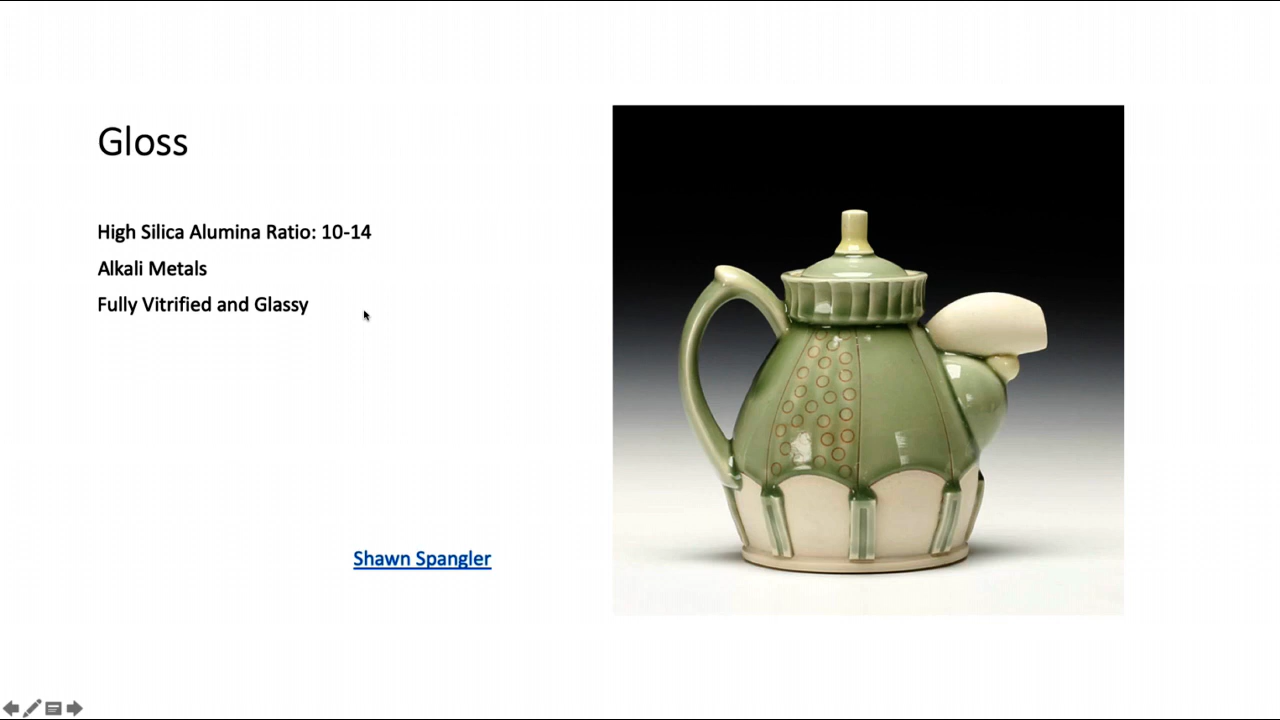 Gloss
High Silica Alumina Ratio: 10-14
Alkali Metals
Fully Vitrified and Glassy
Shawn Spangler